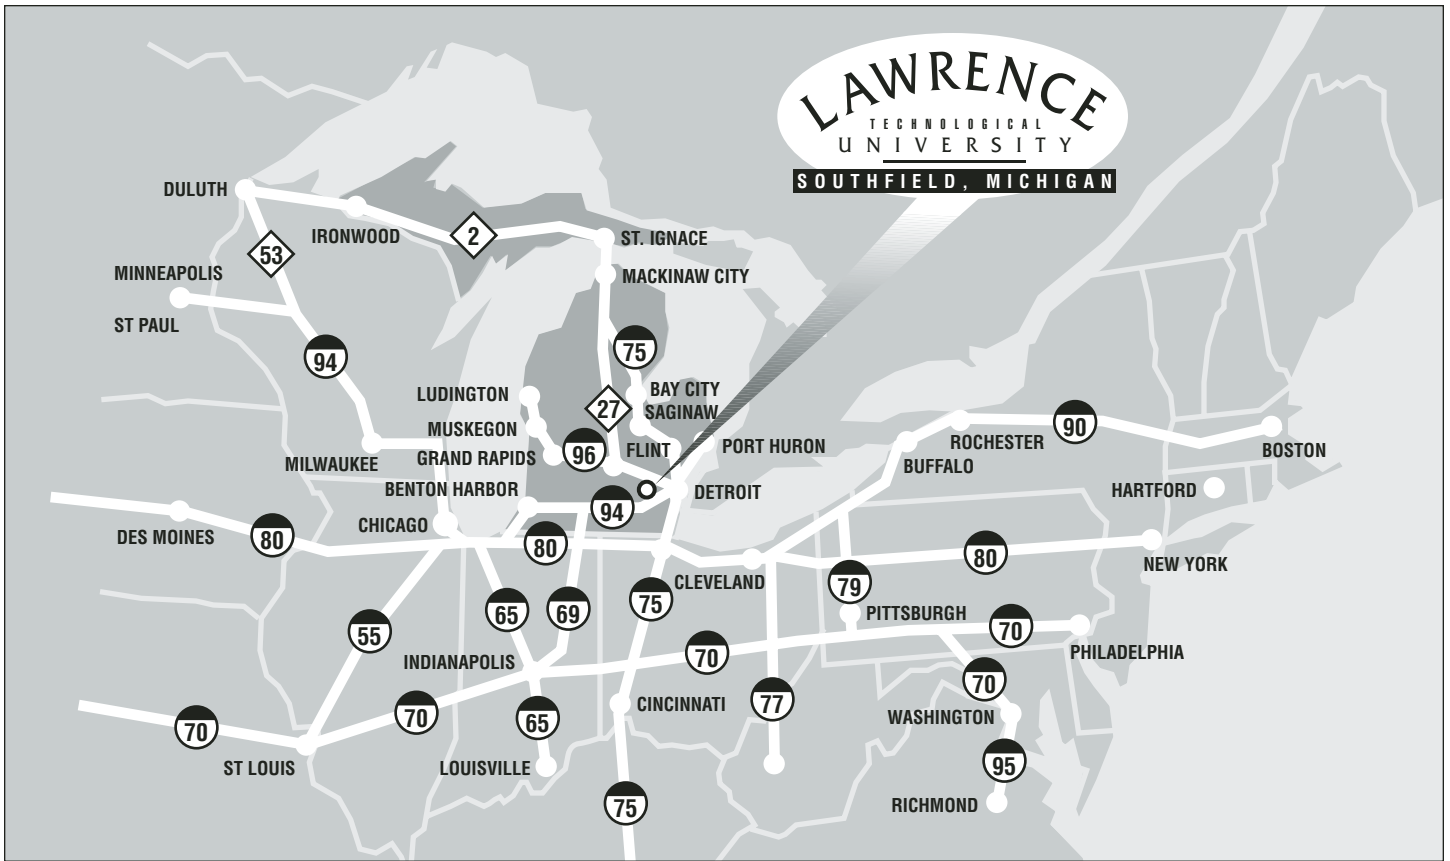 LAWRENCE
TECHNOLOGICAL
UNIVERSITY
SOUTHFIELD, MICHIGAN
DULUTH
IRONWOOD
2
ST. IGNACE
53
MINNEAPOLIS
MACKINAW CITY
ST PAUL
94
75
LUDINGTON
27
BAY CITY
SAGINAW
MUSKEGON
GRAND RAPIDS
96
FLINT
PORT HURON
MILWAUKEE
ROCHESTER
90
BUFFALO
BOSTON
BENTON HARBOR
94
DETROIT
HARTFORD
CHICAGO
DES MOINES
80
80
80
NEW YORK
CLEVELAND
79
65
69
75
PITTSBURGH
70
55
INDIANAPOLIS
70
PHILADELPHIA
70
70
70
65
CINCINNATI
77
WASHINGTON
ST LOUIS
LOUISVILLE
95
75
RICHMOND